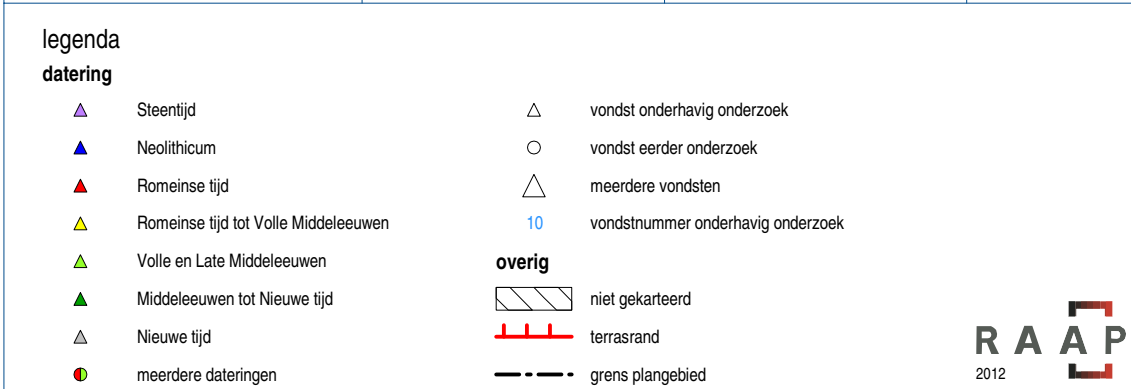 legenda
datering
Steentijd
Neolithicum
Romeinse tijd
Romeinse tijd tot Volle Middeleeuwen
Volle en Late Middeleeuwen
Middeleeuwen tot Nieuwe tijd
Nieuwe tijd
meerdere dateringen
vondst onderhavig onderzoek
vondst eerder onderzoek
meerdere vondsten
10 vondstnummer onderhavig onderzoek
overig
niet gekarteerd
terrasrand
grens plangebied
RAAP
2012